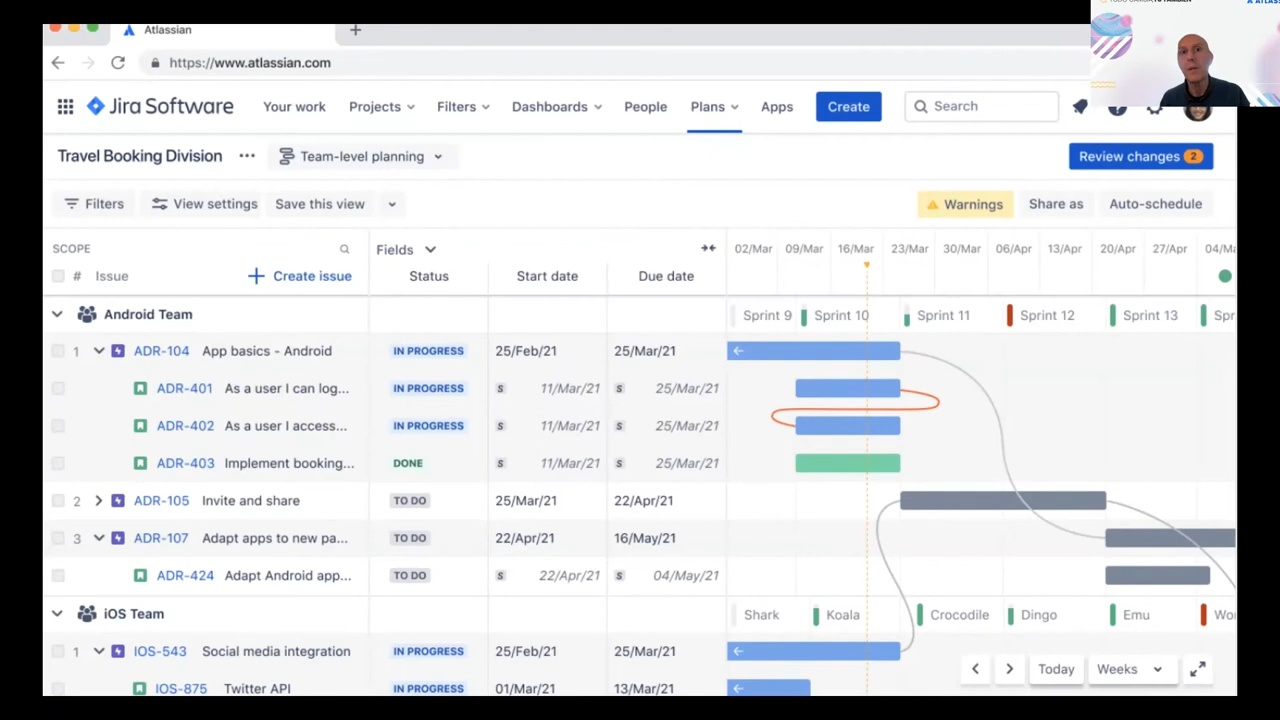 TODO CAMBIA, TÚ TAMBIÉN
Atlassian
https://www.atlassian.com
Jira Software Your work Projects Filters Dashboards People Plans Apps Create Search
Travel Booking Division ••• Team-level planning Review changes 2
Filters View settings Save this view Warnings Share as Auto-schedule
SCOPE Fields 02/Mar 09/Mar 16/Mar 23/Mar 30/Mar 06/Apr 13/Apr 20/Apr 27/Apr
# Issue + Create issue Status Start date Due date
Android Team Sprint 9 Sprint 10 Sprint 11 Sprint 12 Sprint 13
1 ADR-104 App basics - Android IN PROGRESS 25/Feb/21 25/Mar/21
ADR-401 As a user I can log... IN PROGRESS S 11/Mar/21 S 25/Mar/21
ADR-402 As a user I access... IN PROGRESS S 11/Mar/21 S 25/Mar/21
ADR-403 Implement booking... DONE S 11/Mar/21 S 25/Mar/21
2 ADR-105 Invite and share TO DO 25/Mar/21 22/Apr/21
3 ADR-107 Adapt apps to new pa... TO DO 22/Apr/21 16/May/21
ADR-424 Adapt Android app... TO DO S 22/Apr/21 S 04/May/21
iOS Team Shark Koala Crocodile Dingo Emu
1 IOS-543 Social media integration IN PROGRESS 25/Feb/21 25/Mar/21
IOS-875 Twitter API IN PROGRESS 01/Mar/21 13/Mar/21
Today Weeks